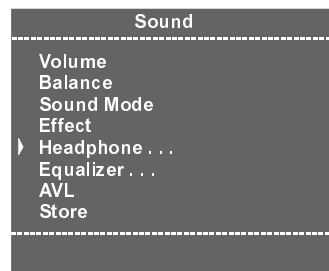 Sound
Volume
Balance
Sound Mode
Effect
Headphone . . .
Equalizer . . .
AVL
Store